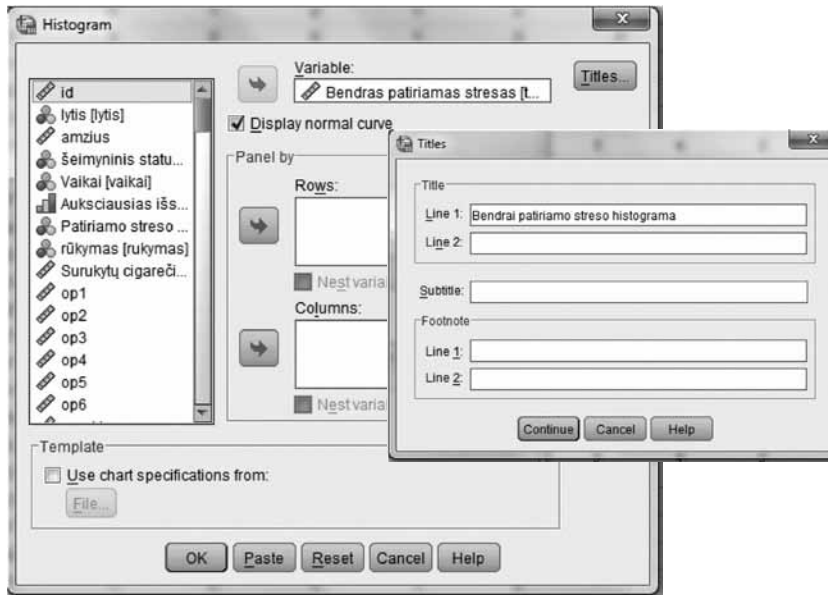 Histogram
id
lytis [lytis]
amzius
šeimyninis statu...
Vaikai [vaikai]
Auksciausias išs...
Patiriamo streso ...
rūkymas [rukymas]
Surukytų cigareči...
op1
op2
op3
op4
op5
op6
Variable:
Bendras patiriamas stresas [t...
Titles...
Display normal curve
Panel by
Rows:
Nest varia
Columns:
Nest varia
Template
Use chart specifications from:
File...
OK
Paste
Reset
Cancel
Help
Titles
Title
Line 1:
Bendrai patiriamo streso histograma
Line 2:
Subtitle:
Footnote
Line 1:
Line 2:
Continue
Cancel
Help